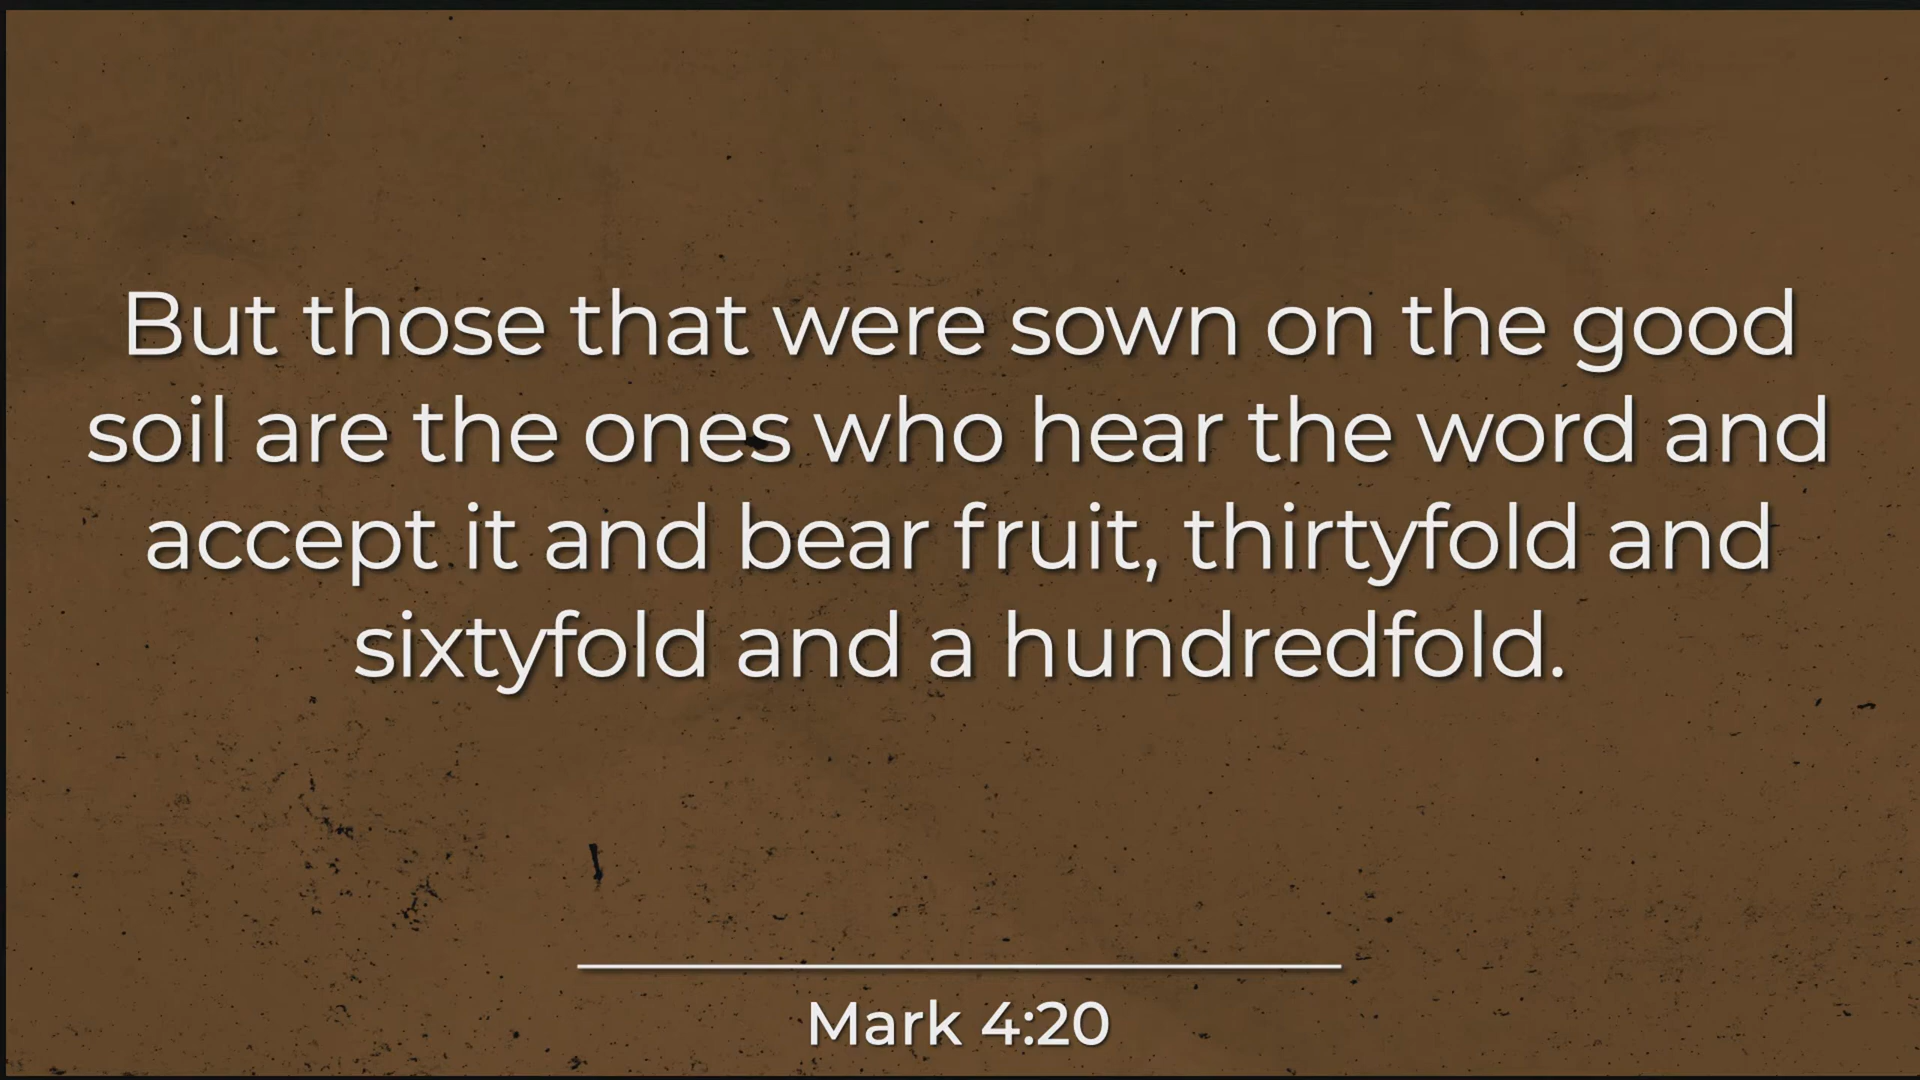 But those that were sown on the good
soil are the ones who hear the word and
accept it and bear fruit, thirtyfold and
sixtyfold and a hundredfold.
Mark 4:20